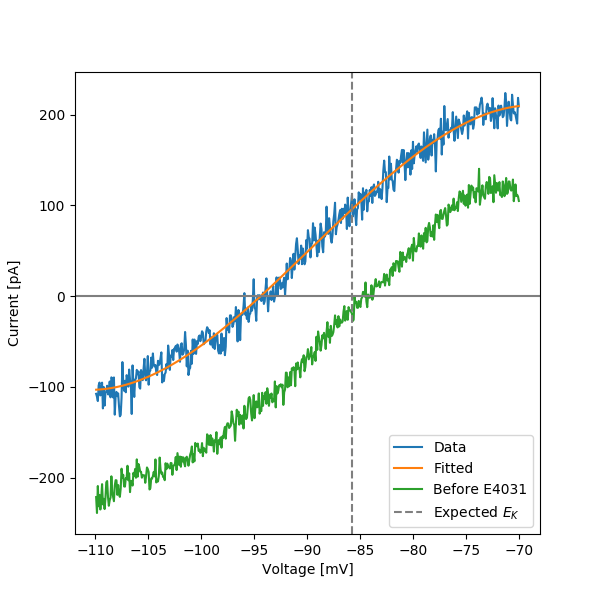 Current [pA]
200
100
0
−100
−200
−110
−105
−100
−95
−90
−85
−80
−75
−70
Voltage [mV]
Data
Fitted
Before E4031
Expected E_K